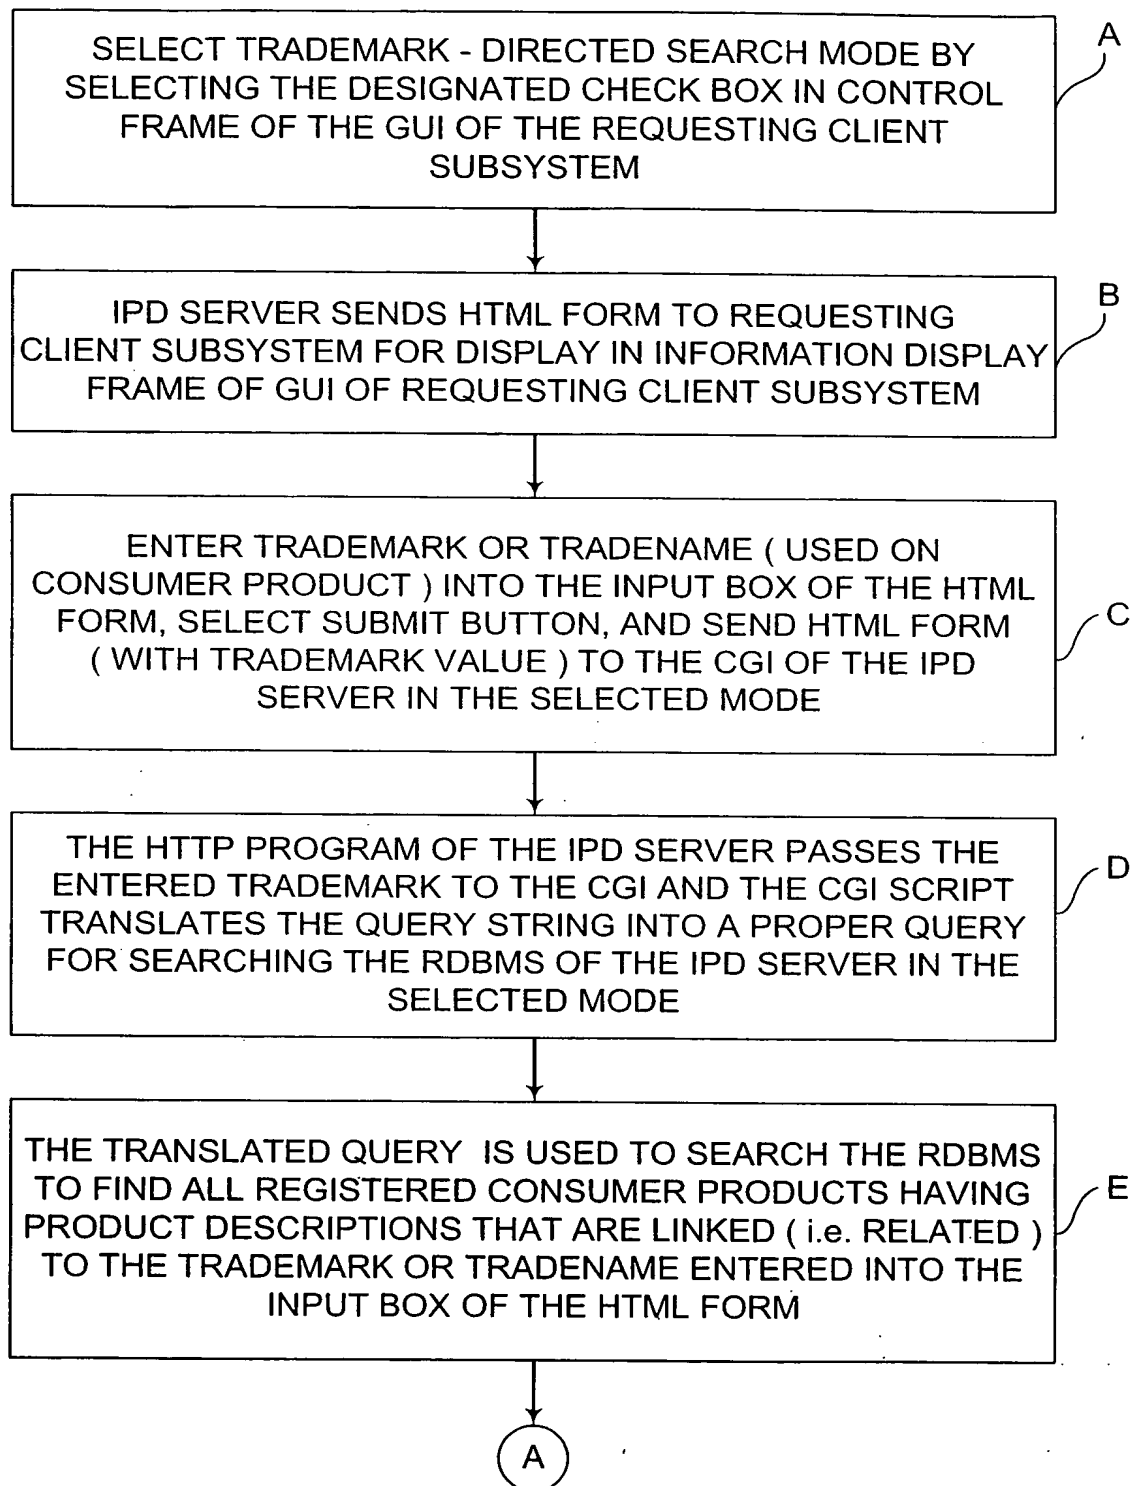 SELECT TRADEMARK - DIRECTED SEARCH MODE BY
SELECTING THE DESIGNATED CHECK BOX IN CONTROL
FRAME OF THE GUI OF THE REQUESTING CLIENT
SUBSYSTEM
A
IPD SERVER SENDS HTML FORM TO REQUESTING
CLIENT SUBSYSTEM FOR DISPLAY IN INFORMATION DISPLAY
FRAME OF GUI OF REQUESTING CLIENT SUBSYSTEM
B
ENTER TRADEMARK OR TRADENAME ( USED ON
CONSUMER PRODUCT ) INTO THE INPUT BOX OF THE HTML
FORM, SELECT SUBMIT BUTTON, AND SEND HTML FORM
( WITH TRADEMARK VALUE ) TO THE CGI OF THE IPD
SERVER IN THE SELECTED MODE
C
THE HTTP PROGRAM OF THE IPD SERVER PASSES THE
ENTERED TRADEMARK TO THE CGI AND THE CGI SCRIPT
TRANSLATES THE QUERY STRING INTO A PROPER QUERY
FOR SEARCHING THE RDBMS OF THE IPD SERVER IN THE
SELECTED MODE
D
THE TRANSLATED QUERY IS USED TO SEARCH THE RDBMS
TO FIND ALL REGISTERED CONSUMER PRODUCTS HAVING
PRODUCT DESCRIPTIONS THAT ARE LINKED ( i.e. RELATED )
TO THE TRADEMARK OR TRADENAME ENTERED INTO THE
INPUT BOX OF THE HTML FORM
E
A